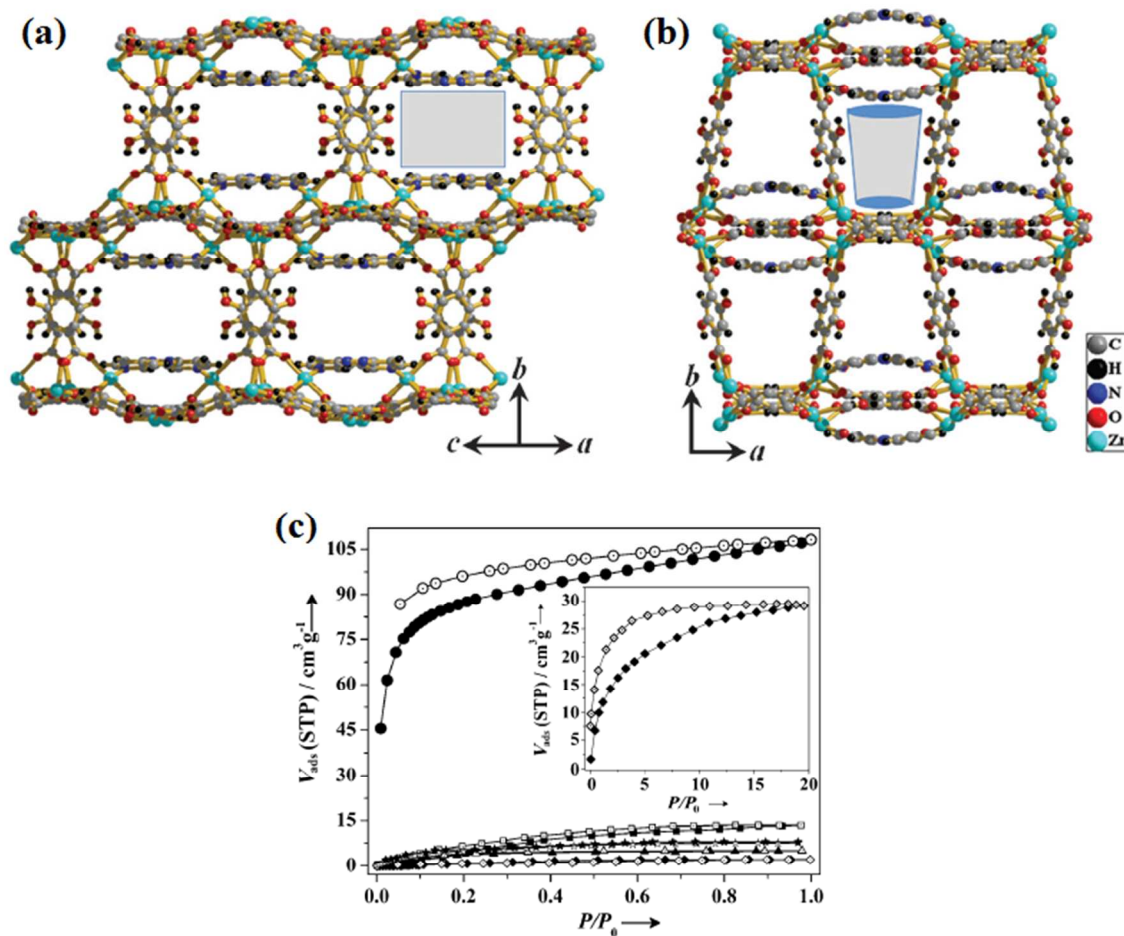 (a)
(b)
b
c
a
b
a
C
H
N
O
Zn
(c)
V_ads (STP) / cm³g⁻¹
105
90
75
60
45
30
15
0
0.0 0.2 0.4 0.6 0.8 1.0
P/P₀
V_ads (STP) / cm³g⁻¹
30
25
20
15
10
5
0
0 5 10 15 20
P/P₀